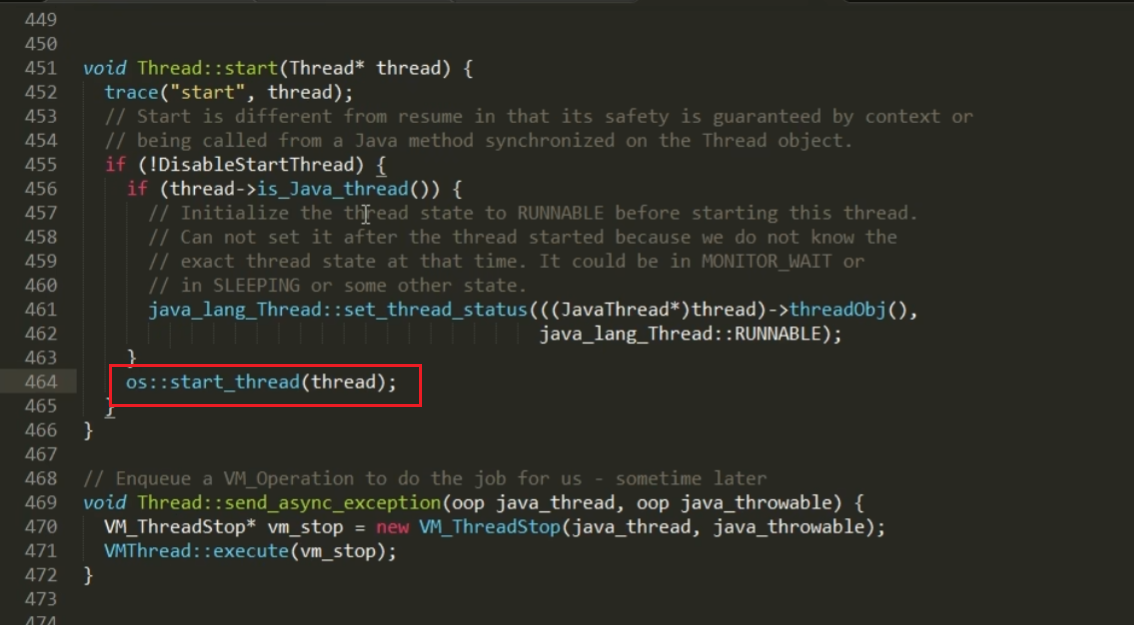 449
450
451 void Thread::start(Thread* thread) {
452 trace("start", thread);
453 // Start is different from resume in that its safety is guaranteed by context or
454 // being called from a Java method synchronized on the Thread object.
455 if (!DisableStartThread) {
456 if (thread->is_Java_thread()) {
457 // Initialize the thread state to RUNNABLE before starting this thread.
458 // Can not set it after the thread started because we do not know the
459 // exact thread state at that time. It could be in MONITOR_WAIT or
460 // in SLEEPING or some other state.
461 java_lang_Thread::set_thread_status(((JavaThread*)thread)->threadObj(),
462 java_lang_Thread::RUNNABLE);
463 }
464 os::start_thread(thread);
465 }
466 }
467
468 // Enqueue a VM_Operation to do the job for us - sometime later
469 void Thread::send_async_exception(oop java_thread, oop java_throwable) {
470 VM_ThreadStop* vm_stop = new VM_ThreadStop(java_thread, java_throwable);
471 VMThread::execute(vm_stop);
472 }
473
474